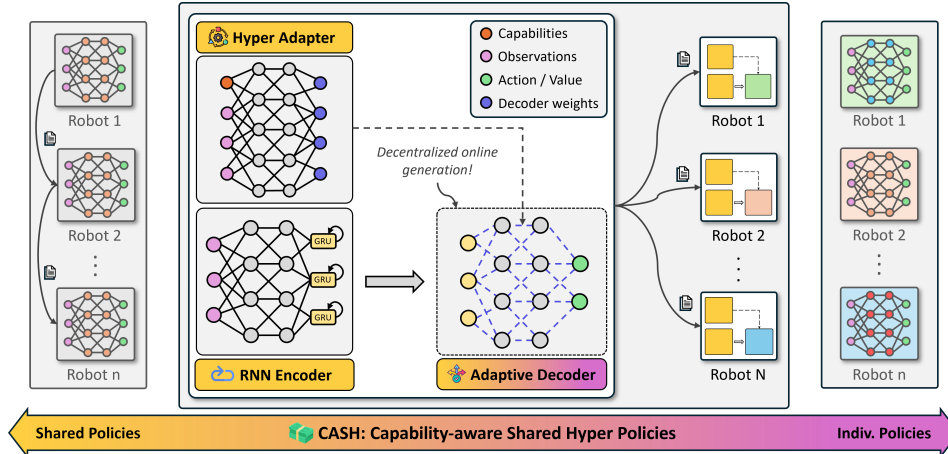 Robot 1
Robot 2
Robot n
Hyper Adapter
Capabilities
Observations
Action / Value
Decoder weights
Decentralized online
generation!
GRU
GRU
GRU
RNN Encoder
Adaptive Decoder
Robot 1
Robot 2
Robot N
Robot 1
Robot 2
Robot n
Shared Policies
CASH: Capability-aware Shared Hyper Policies
Indiv. Policies